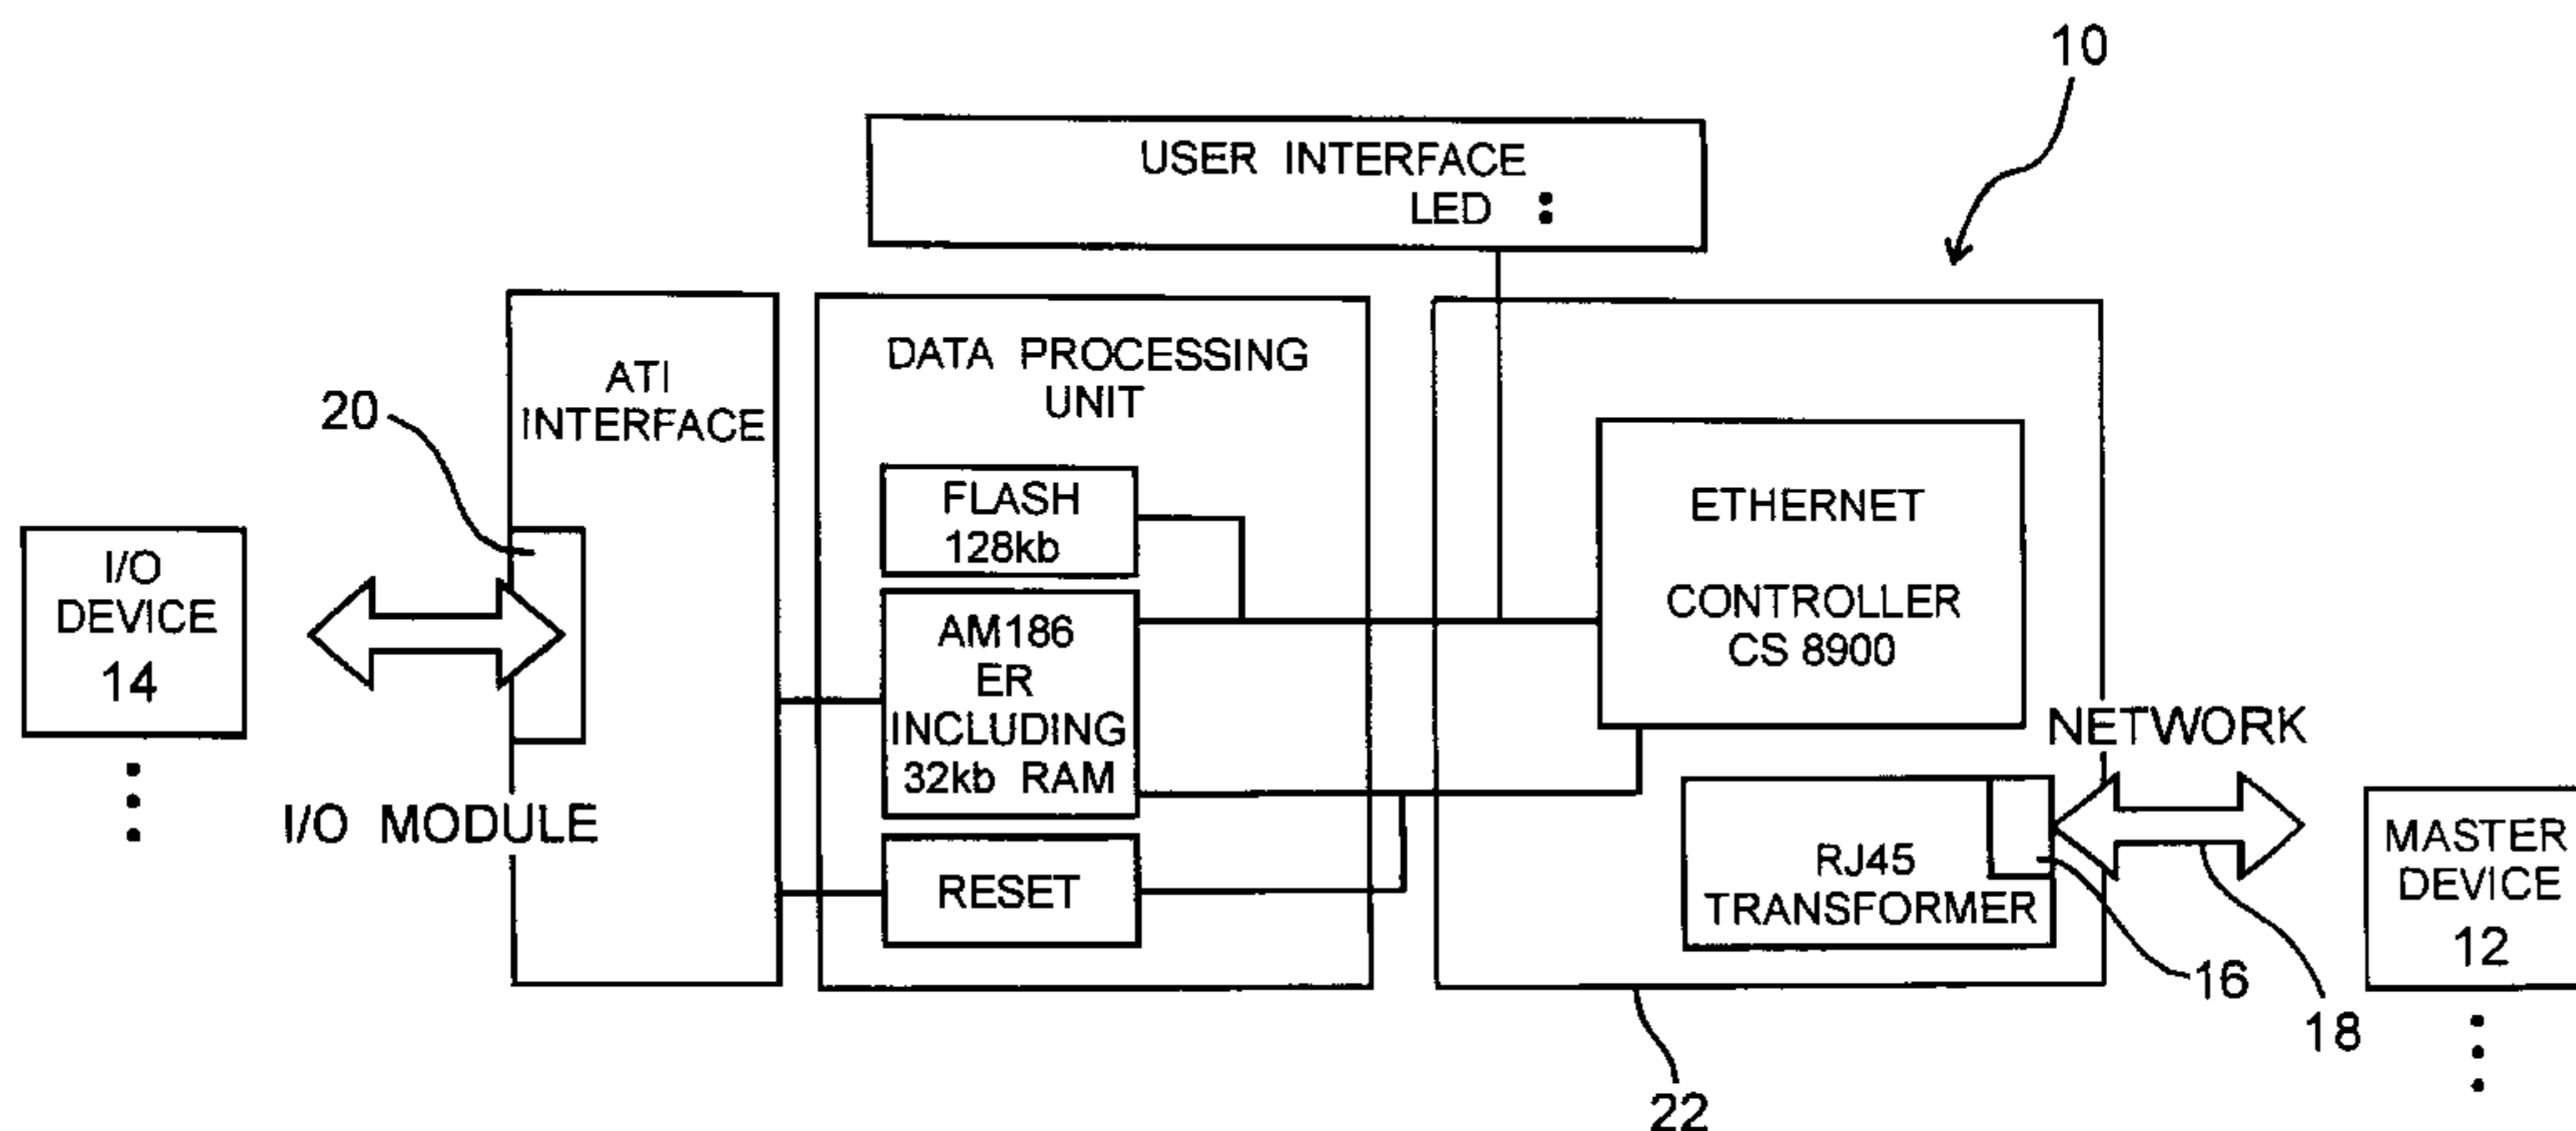 10
USER INTERFACE
LED :
ATI
INTERFACE
20
DATA PROCESSING
UNIT
FLASH
128kb
AM186
ER
INCLUDING
32kb RAM
RESET
I/O
DEVICE
14
I/O MODULE
ETHERNET
CONTROLLER
CS 8900
NETWORK
RJ45
TRANSFORMER
MASTER
DEVICE
12
16
18
22